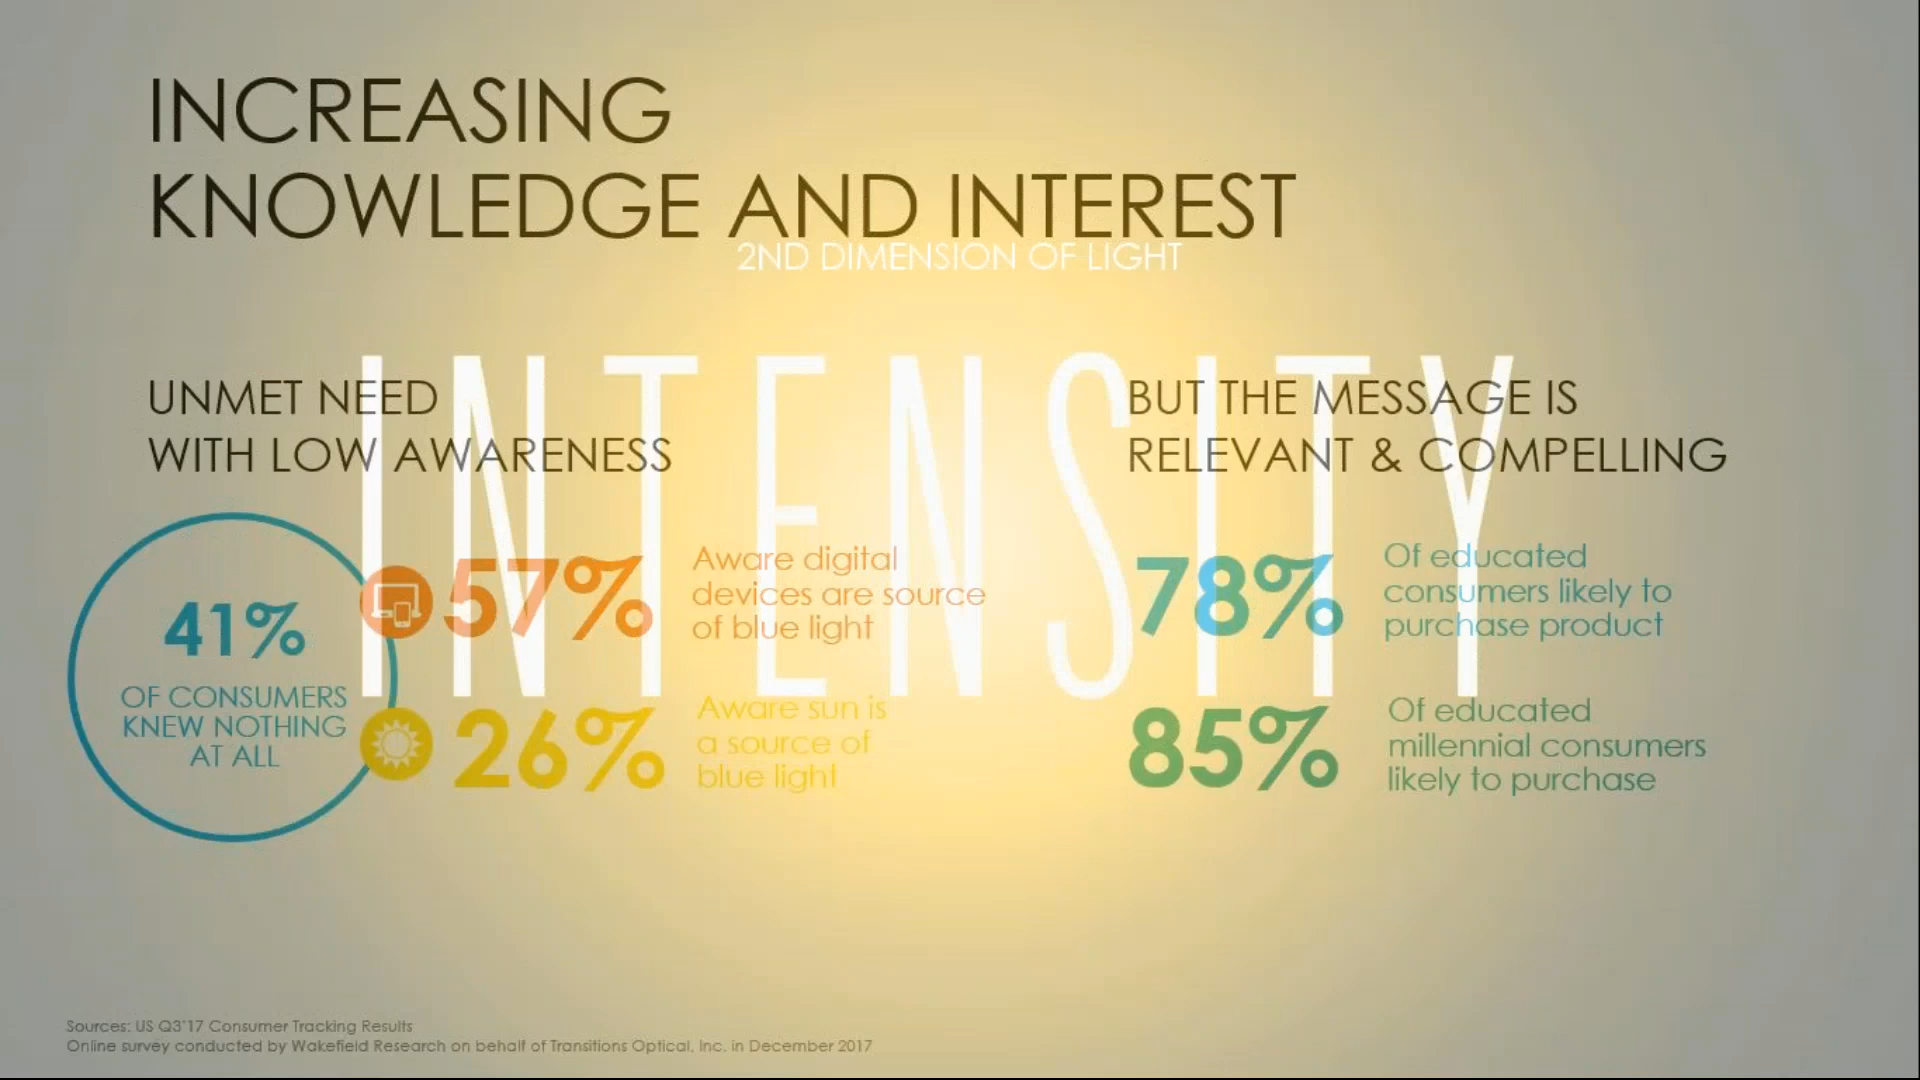 INCREASING
KNOWLEDGE AND INTEREST
2ND DIMENSION OF LIGHT
INTENSITY
UNMET NEED
WITH LOW AWARENESS
41%
OF CONSUMERS
KNEW NOTHING
AT ALL
57%
Aware digital
devices are source
of blue light
26%
Aware sun is
a source of
blue light
BUT THE MESSAGE IS
RELEVANT & COMPELLING
78%
Of educated
consumers likely to
purchase product
85%
Of educated
millennial consumers
likely to purchase
Sources: US Q3'17 Consumer Tracking Results
Online survey conducted by Wakefield Research on behalf of Transitions Optical, Inc. in December 2017